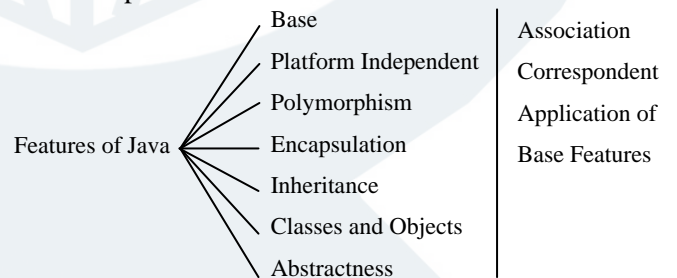 Base
Platform Independent
Polymorphism
Features of Java
Encapsulation
Inheritance
Classes and Objects
Abstractness
Association
Correspondent
Application of
Base Features